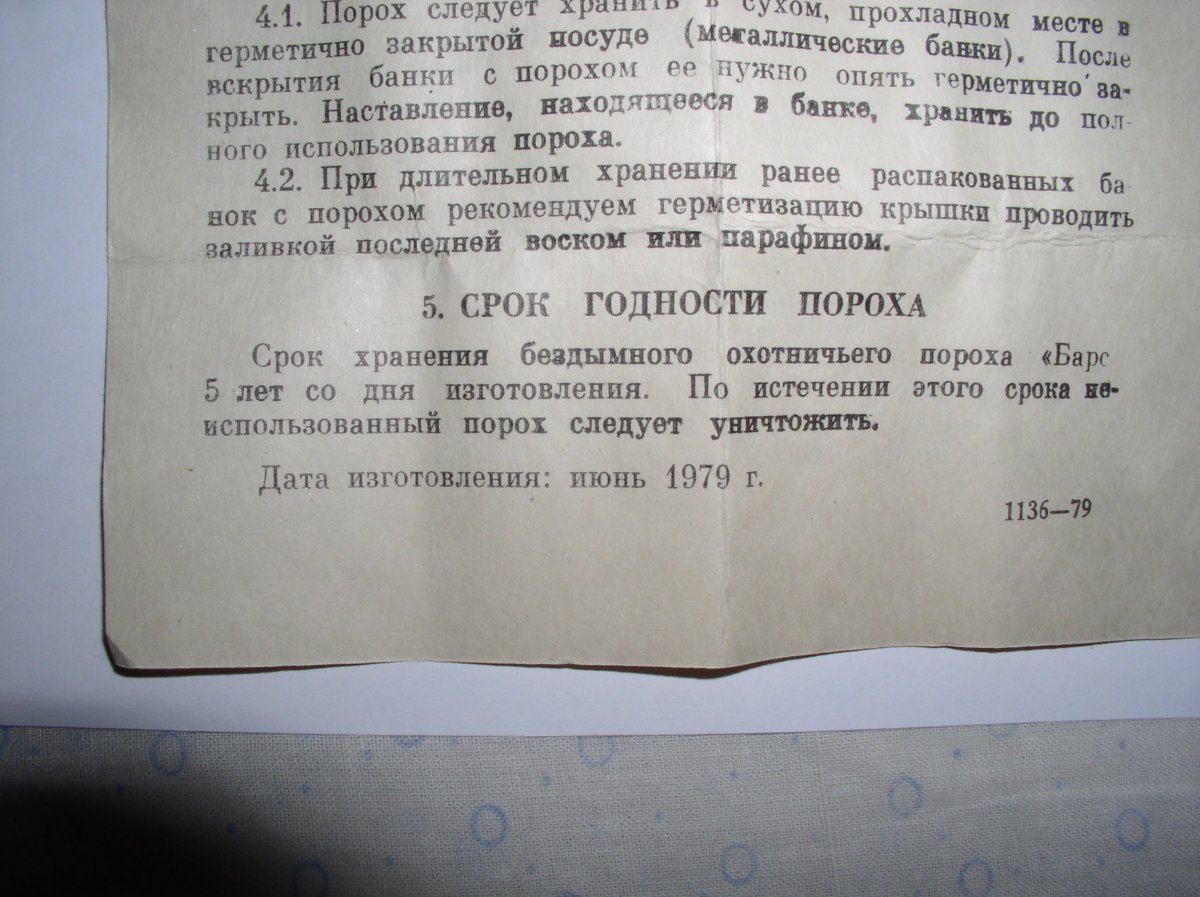 4.1. Порох следует хранить в сухом, прохладном месте в
герметично закрытой посуде (металлические банки). После
вскрытия банки с порохом ее нужно опять герметично за-
крыть. Наставление, находящееся в банке, хранить до пол-
ного использования пороха.
4.2. При длительном хранении ранее распакованных ба-
нок с порохом рекомендуем герметизацию крышки проводить
заливкой последней воском или парафином.
5. СРОК ГОДНОСТИ ПОРОХА
Срок хранения бездымного охотничьего пороха «Барс
5 лет со дня изготовления. По истечении этого срока не-
использованный порох следует уничтожить.
Дата изготовления: июнь 1979 г.
1136—79